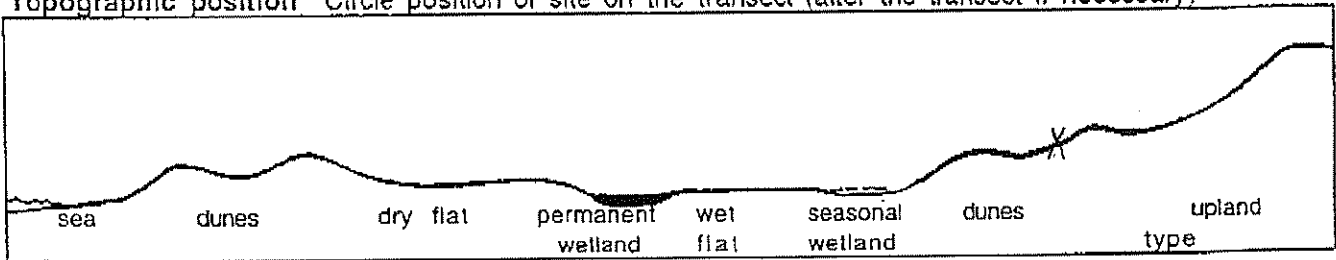 Topographic position Circle position of site on the transect (alter the transect if necessary)
sea dunes dry flat permanent wet seasonal dunes upland
wetland flat wetland type